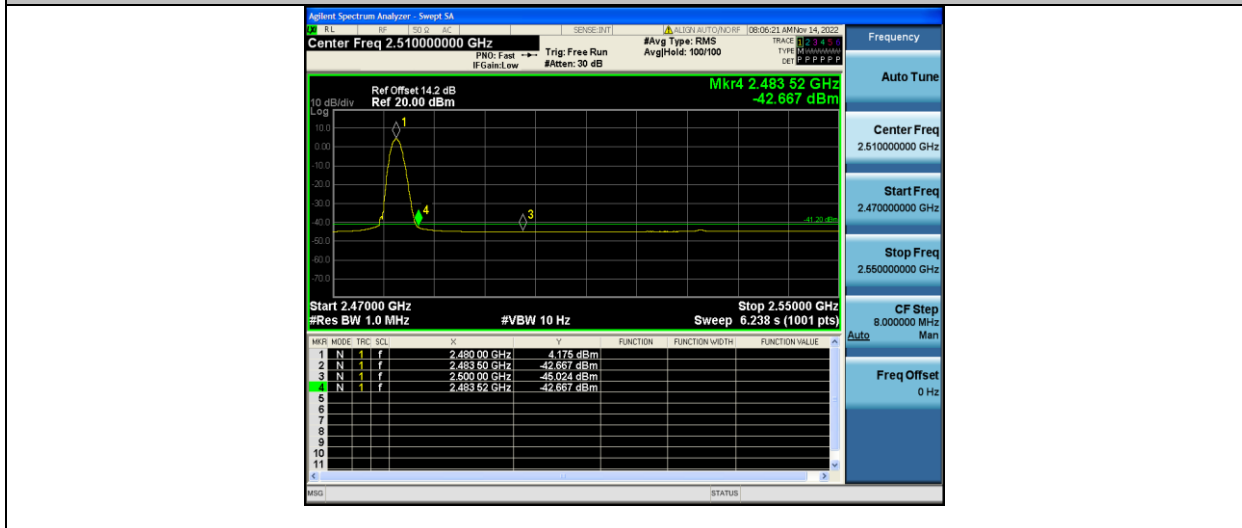 Agilent Spectrum Analyzer - Swept SA
RL RF 50 Ω AC SENSE:INT ALIGN AUTO/NO RF 08:06:21 AM Nov 14, 2022
Center Freq 2.510000000 GHz
PNO: Fast
IFGain:Low
Trig: Free Run
#Atten: 30 dB
#Avg Type: RMS
Avg|Hold: 100/100
TRACE 1 2 3 4 5 6
TYPE M
DET P P P P P P
Mkr4 2.483 52 GHz
-42.667 dBm
Ref Offset 14.2 dB
10 dB/div Ref 20.00 dBm
Log
10.0
0.00
-10.0
-20.0
-30.0
-40.0
-50.0
-60.0
-70.0
1
4
3
-41.20 dBm
Start 2.47000 GHz Stop 2.55000 GHz
#Res BW 1.0 MHz #VBW 10 Hz Sweep 6.238 s (1001 pts)
MKR MODE TRC SCL X Y FUNCTION FUNCTION WIDTH FUNCTION VALUE
1 N 1 f 2.480 00 GHz 4.175 dBm
2 N 1 f 2.483 50 GHz -42.667 dBm
3 N 1 f 2.500 00 GHz -45.024 dBm
4 N 1 f 2.483 52 GHz -42.667 dBm
5
6
7
8
9
10
11
MSG STATUS
Frequency
Auto Tune
Center Freq
2.510000000 GHz
Start Freq
2.470000000 GHz
Stop Freq
2.550000000 GHz
CF Step
8.000000 MHz
Auto Man
Freq Offset
0 Hz